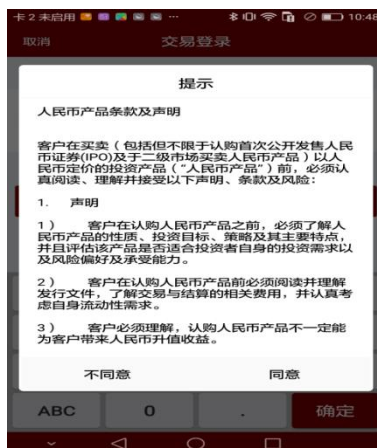 卡2 未启用 ··· 10:48
取消 交易登录
提示
人民币产品条款及声明
客户在买卖（包括但不限于认购首次公开发售人民
币证券(IPO)及于二级市场买卖人民币产品）以人
民币定价的投资产品（“人民币产品”）前，必须认
真阅读、理解并接受以下声明、条款及风险：
1. 声明
1） 客户在认购人民币产品之前，必须了解人
民币产品的性质、投资目标、策略及其主要特点，
并且评估该产品是否适合投资者自身的投资需求以
及风险偏好及承受能力。
2） 客户在认购人民币产品前必须阅读并理解
发行文件，了解交易与结算的相关费用，并认真考
虑自身流动性需求。
3） 客户必须理解，认购人民币产品不一定能
为客户带来人民币升值收益。
不同意 同意
ABC 0 . 确定